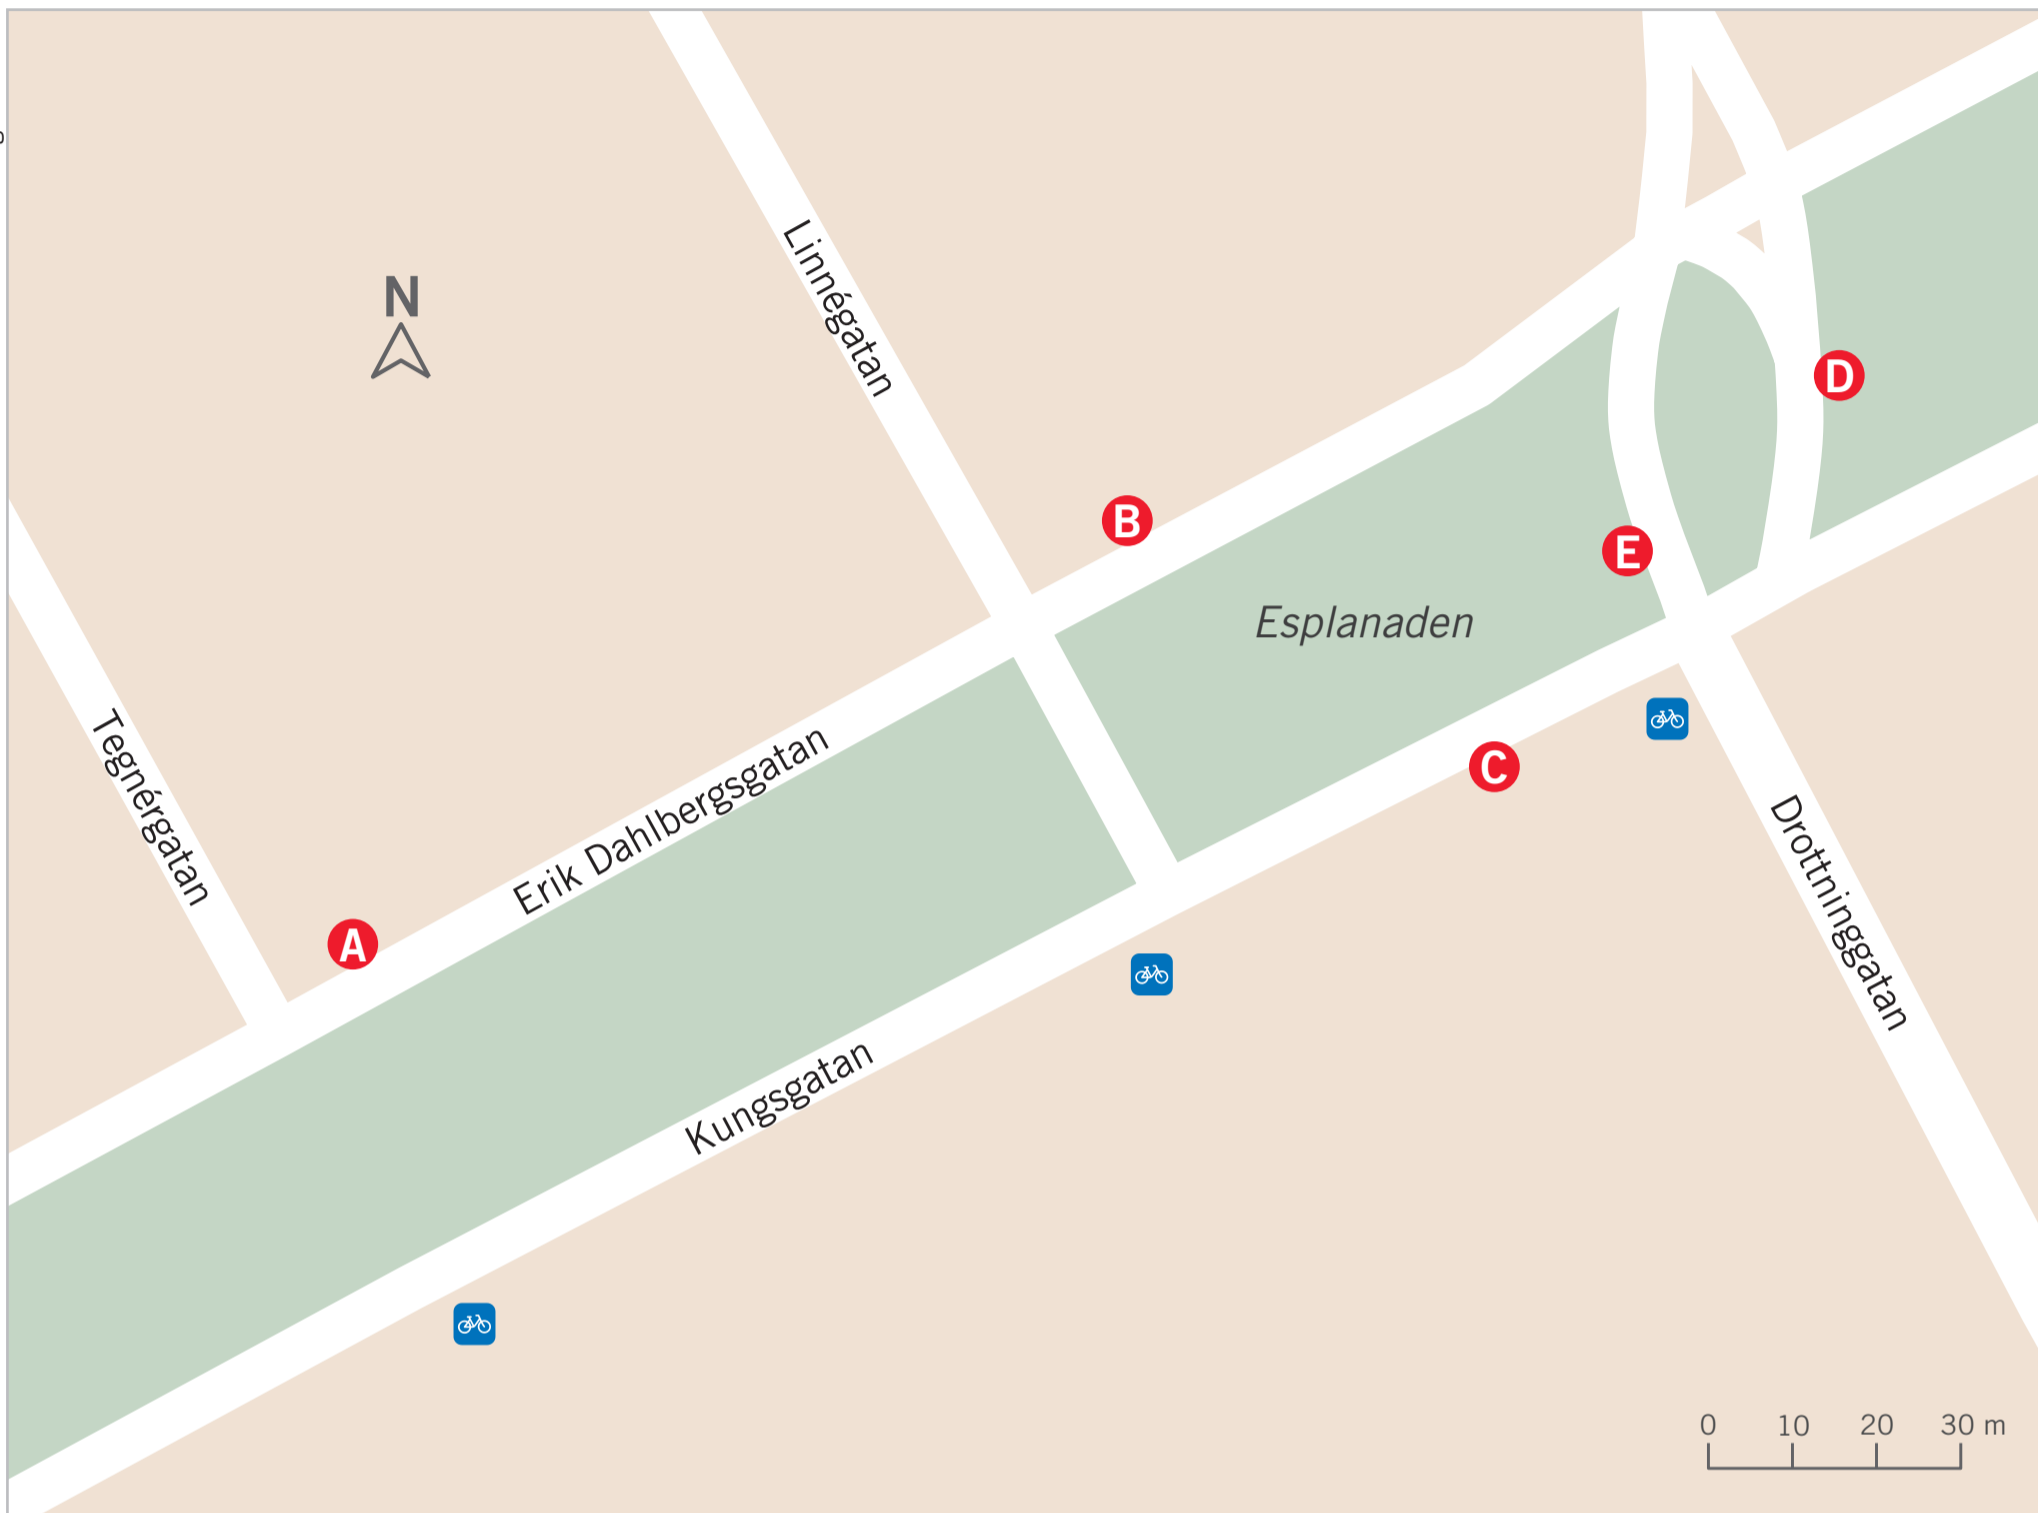 N
Linnégatan
D
B
E
Esplanaden
Tegnérgatan
Erik Dahlbergsgatan
C
Drottninggatan
A
Kungsgatan
0 10 20 30 m